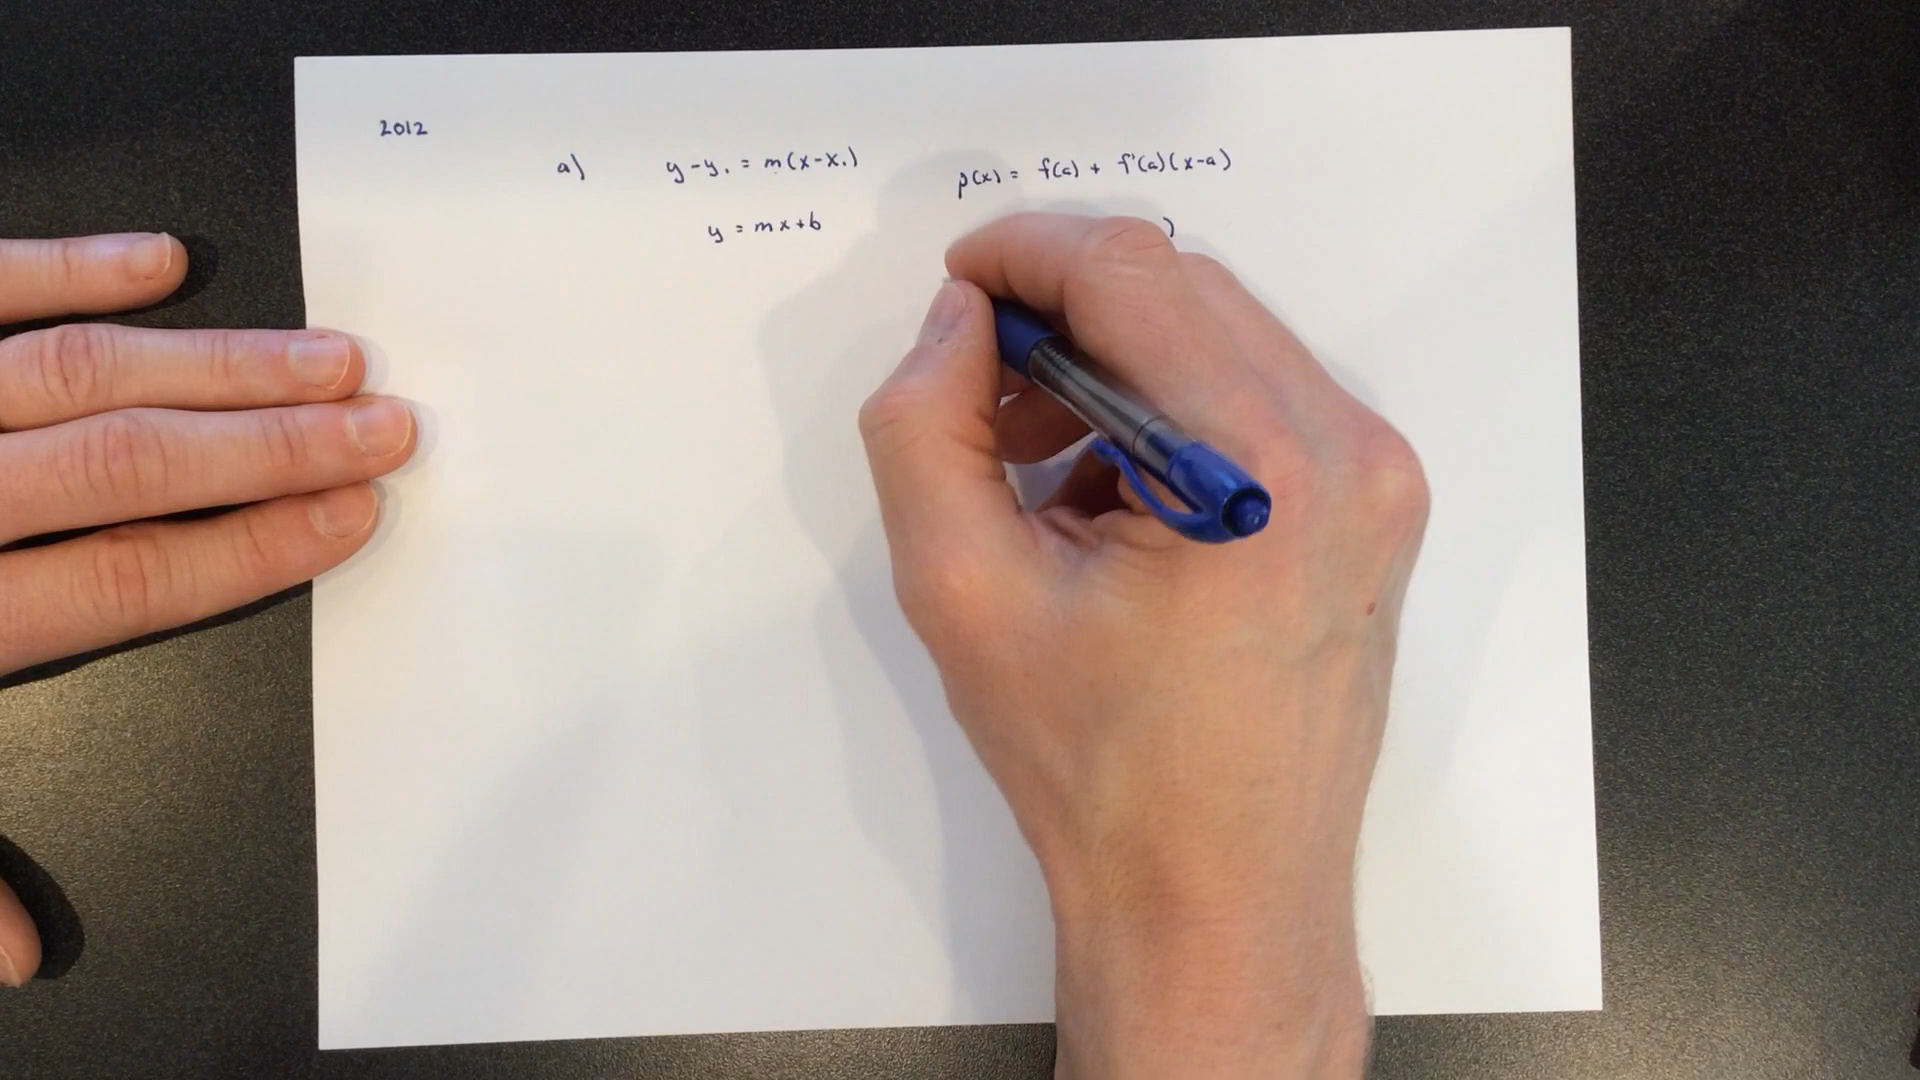 2012
a) y-y₁ = m(x-x₁) p(x) = f(a) + f'(a)(x-a)
y = mx+b )